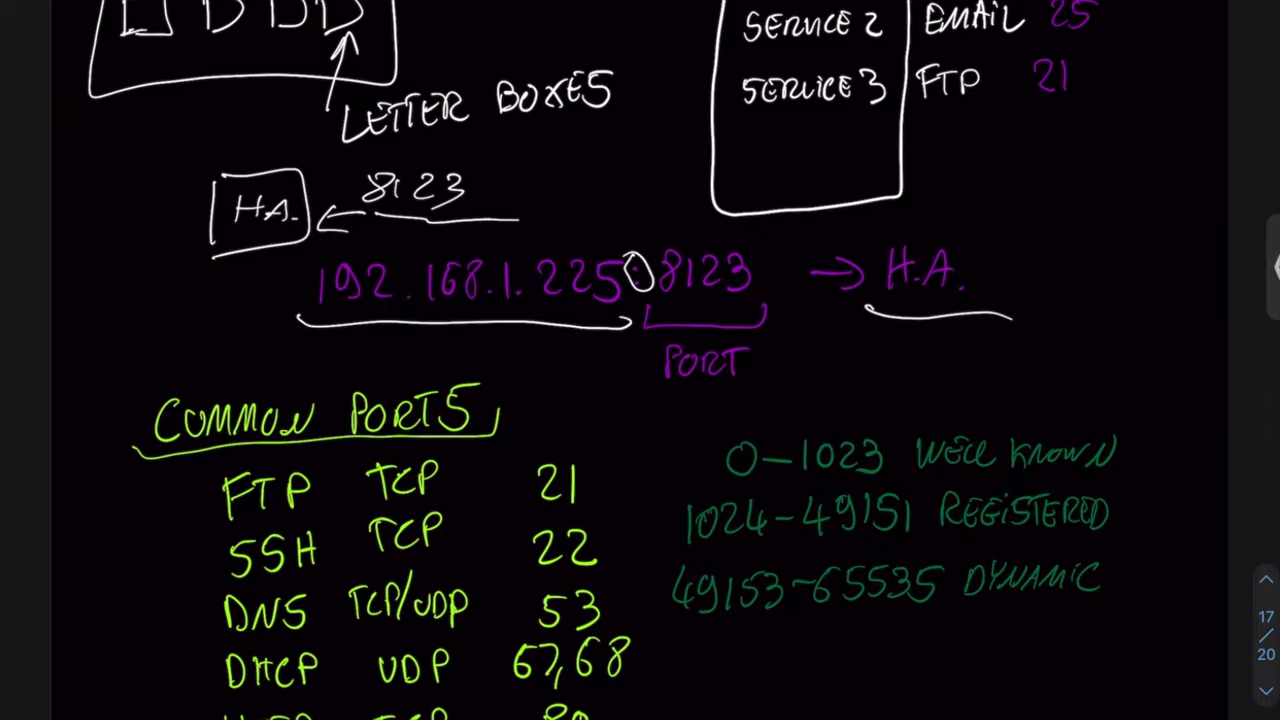 SERVICE 2 EMAIL 25
SERVICE 3 FTP 21
LETTER BOXES
H.A. 8123
192.168.1.225:8123 → H.A.
PORT
COMMON PORTS
FTP TCP 21
SSH TCP 22
DNS TCP/UDP 53
DHCP UDP 67,68
0-1023 WELL KNOWN
1024-49151 REGISTERED
49153-65535 DYNAMIC
17
/
20